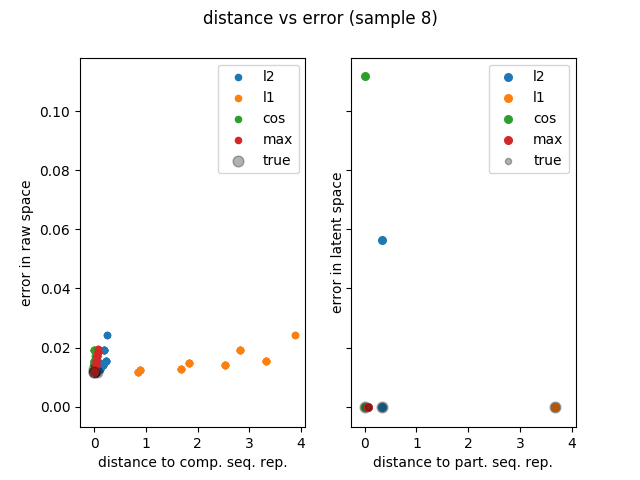 distance vs error (sample 8)
error in raw space
0.10
0.08
0.06
0.04
0.02
0.00
0
1
2
3
4
distance to comp. seq. rep.
l2
l1
cos
max
true
error in latent space
0
1
2
3
4
distance to part. seq. rep.
l2
l1
cos
max
true